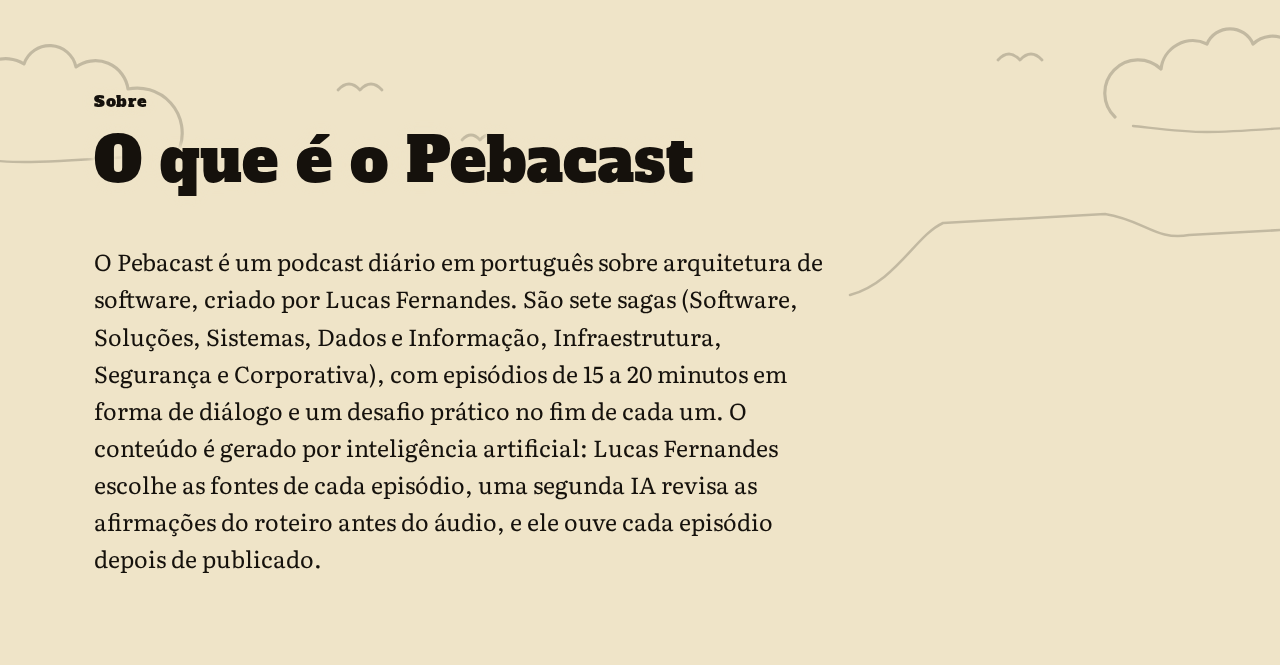 Sobre
O que é o Pebacast
O Pebacast é um podcast diário em português sobre arquitetura de
software, criado por Lucas Fernandes. São sete sagas (Software,
Soluções, Sistemas, Dados e Informação, Infraestrutura,
Segurança e Corporativa), com episódios de 15 a 20 minutos em
forma de diálogo e um desafio prático no fim de cada um. O
conteúdo é gerado por inteligência artificial: Lucas Fernandes
escolhe as fontes de cada episódio, uma segunda IA revisa as
afirmações do roteiro antes do áudio, e ele ouve cada episódio
depois de publicado.